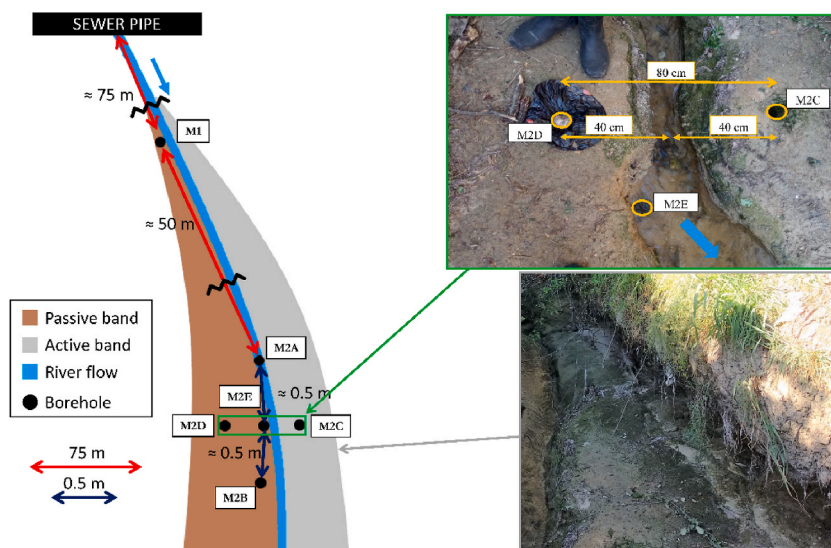 SEWER PIPE
≈ 75 m
M1
≈ 50 m
Passive band
Active band
River flow
Borehole
75 m
0.5 m
M2A
M2E
≈ 0.5 m
M2D
M2C
≈ 0.5 m
M2B
80 cm
M2C
M2D
40 cm
40 cm
M2E